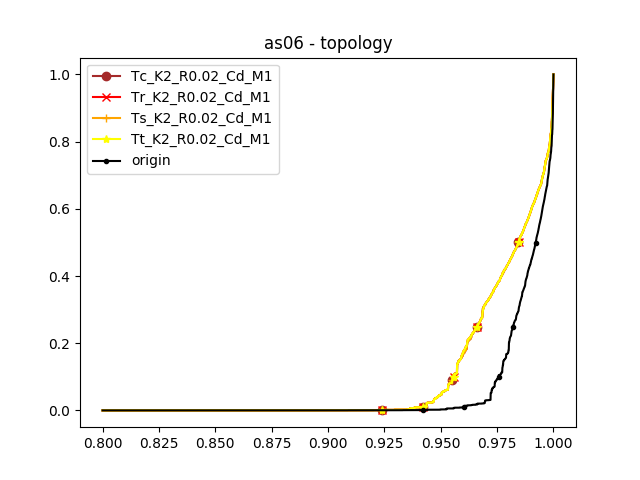 as06 - topology
1.0
0.8
0.6
0.4
0.2
0.0
Tc_K2_R0.02_Cd_M1
Tr_K2_R0.02_Cd_M1
Ts_K2_R0.02_Cd_M1
Tt_K2_R0.02_Cd_M1
origin
0.800 0.825 0.850 0.875 0.900 0.925 0.950 0.975 1.000